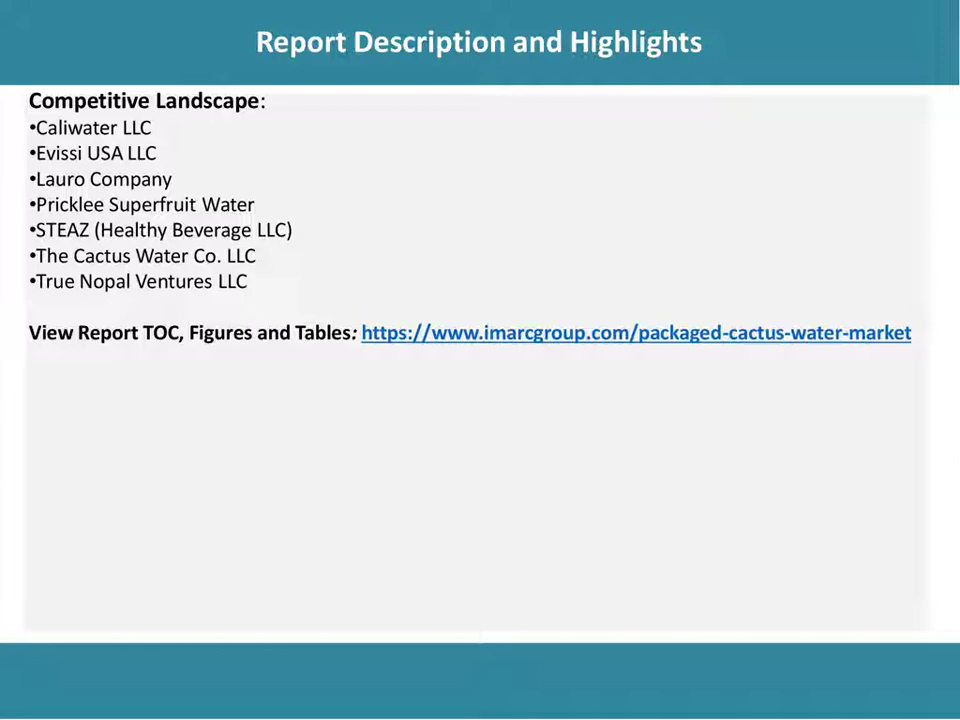 Report Description and Highlights
Competitive Landscape:
•Caliwater LLC
•Evissi USA LLC
•Lauro Company
•Pricklee Superfruit Water
•STEAZ (Healthy Beverage LLC)
•The Cactus Water Co. LLC
•True Nopal Ventures LLC
View Report TOC, Figures and Tables: https://www.imarcgroup.com/packaged-cactus-water-market